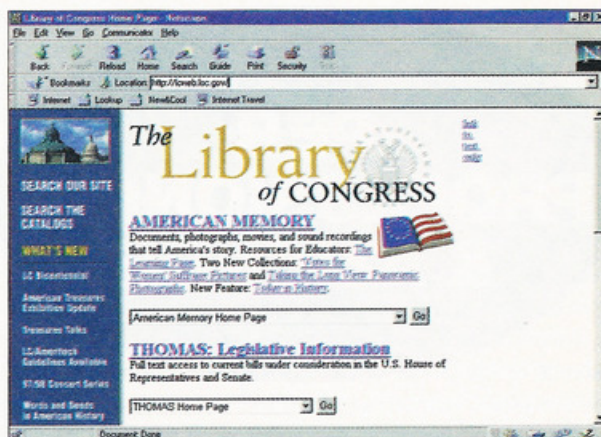 Library of Congress Home Page - Netscape
File Edit View Go Communicator Help
Back Forward Reload Home Search Guide Print Security Stop
Bookmarks Location: http://lcweb.loc.gov/
Internet Lookup New&Cool Internet Travel
The
Library
of CONGRESS
link
to
text
only
SEARCH OUR SITE
SEARCH THE
CATALOGS
WHAT'S NEW
LC Bicentennial
American Treasures
Exhibition Update
Treasures Talks
LC/Ameritech
Guidelines Available
97/98 Concert Series
Words and Deeds
in American History
AMERICAN MEMORY
Documents, photographs, movies, and sound recordings
that tell America's story. Resources for Educators: The
Learning Page. Two New Collections: "Votes for
Women" Suffrage Pictures and Taking the Long View: Panoramic
Photographs. New Feature: Today in History.
American Memory Home Page Go
THOMAS: Legislative Information
Full text access to current bills under consideration in the U.S. House of
Representatives and Senate.
THOMAS Home Page Go
Document: Done